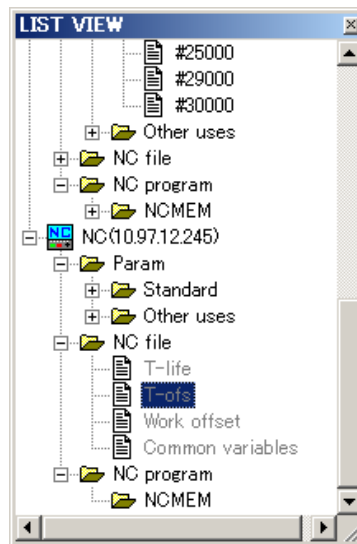 LIST VIEW
#25000
#29000
#30000
Other uses
NC file
NC program
NCMEM
NC NC(10.97.12.245)
Param
Standard
Other uses
NC file
T-life
T-ofs
Work offset
Common variables
NC program
NCMEM